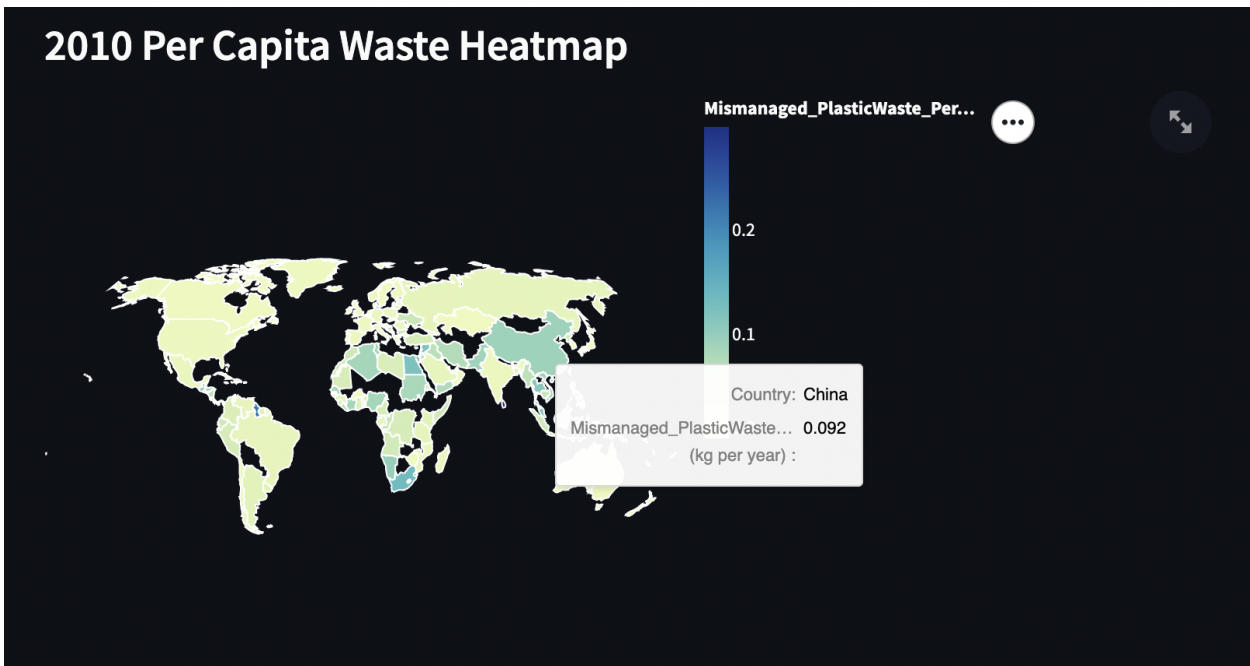 2010 Per Capita Waste Heatmap
Mismanaged_PlasticWaste_Per...
0.2
0.1
Country: China
Mismanaged_PlasticWaste... 0.092
(kg per year) :